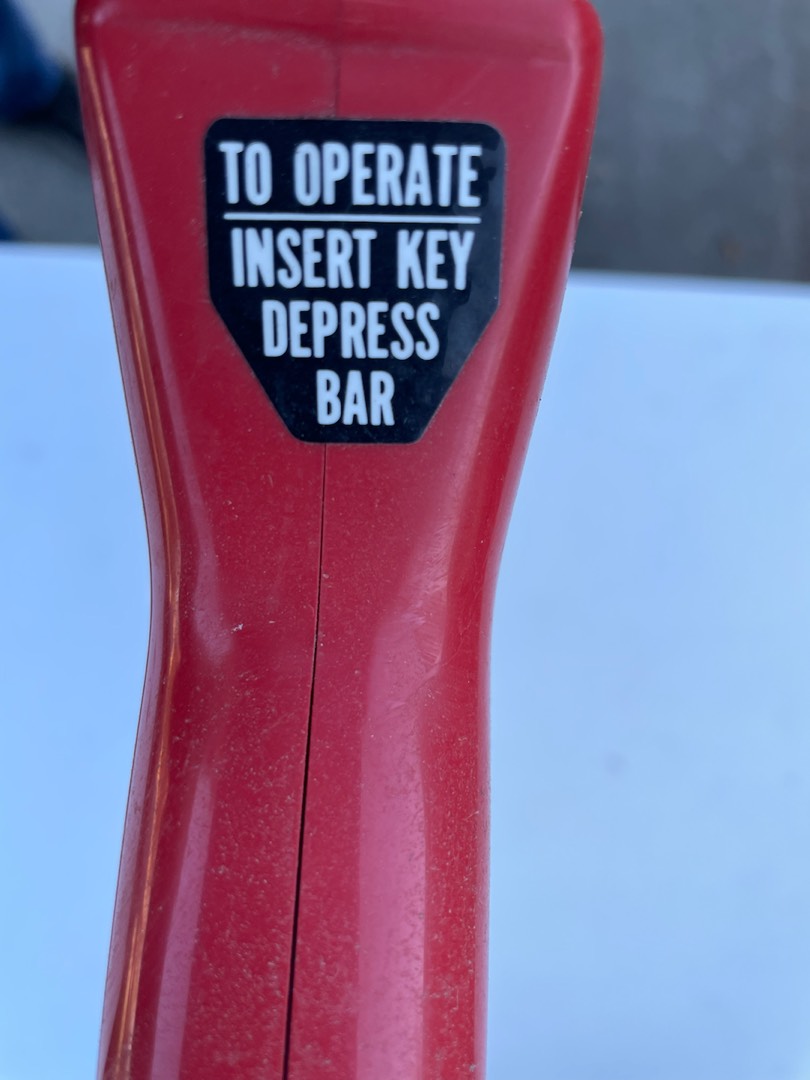 TO OPERATE
INSERT KEY
DEPRESS
BAR